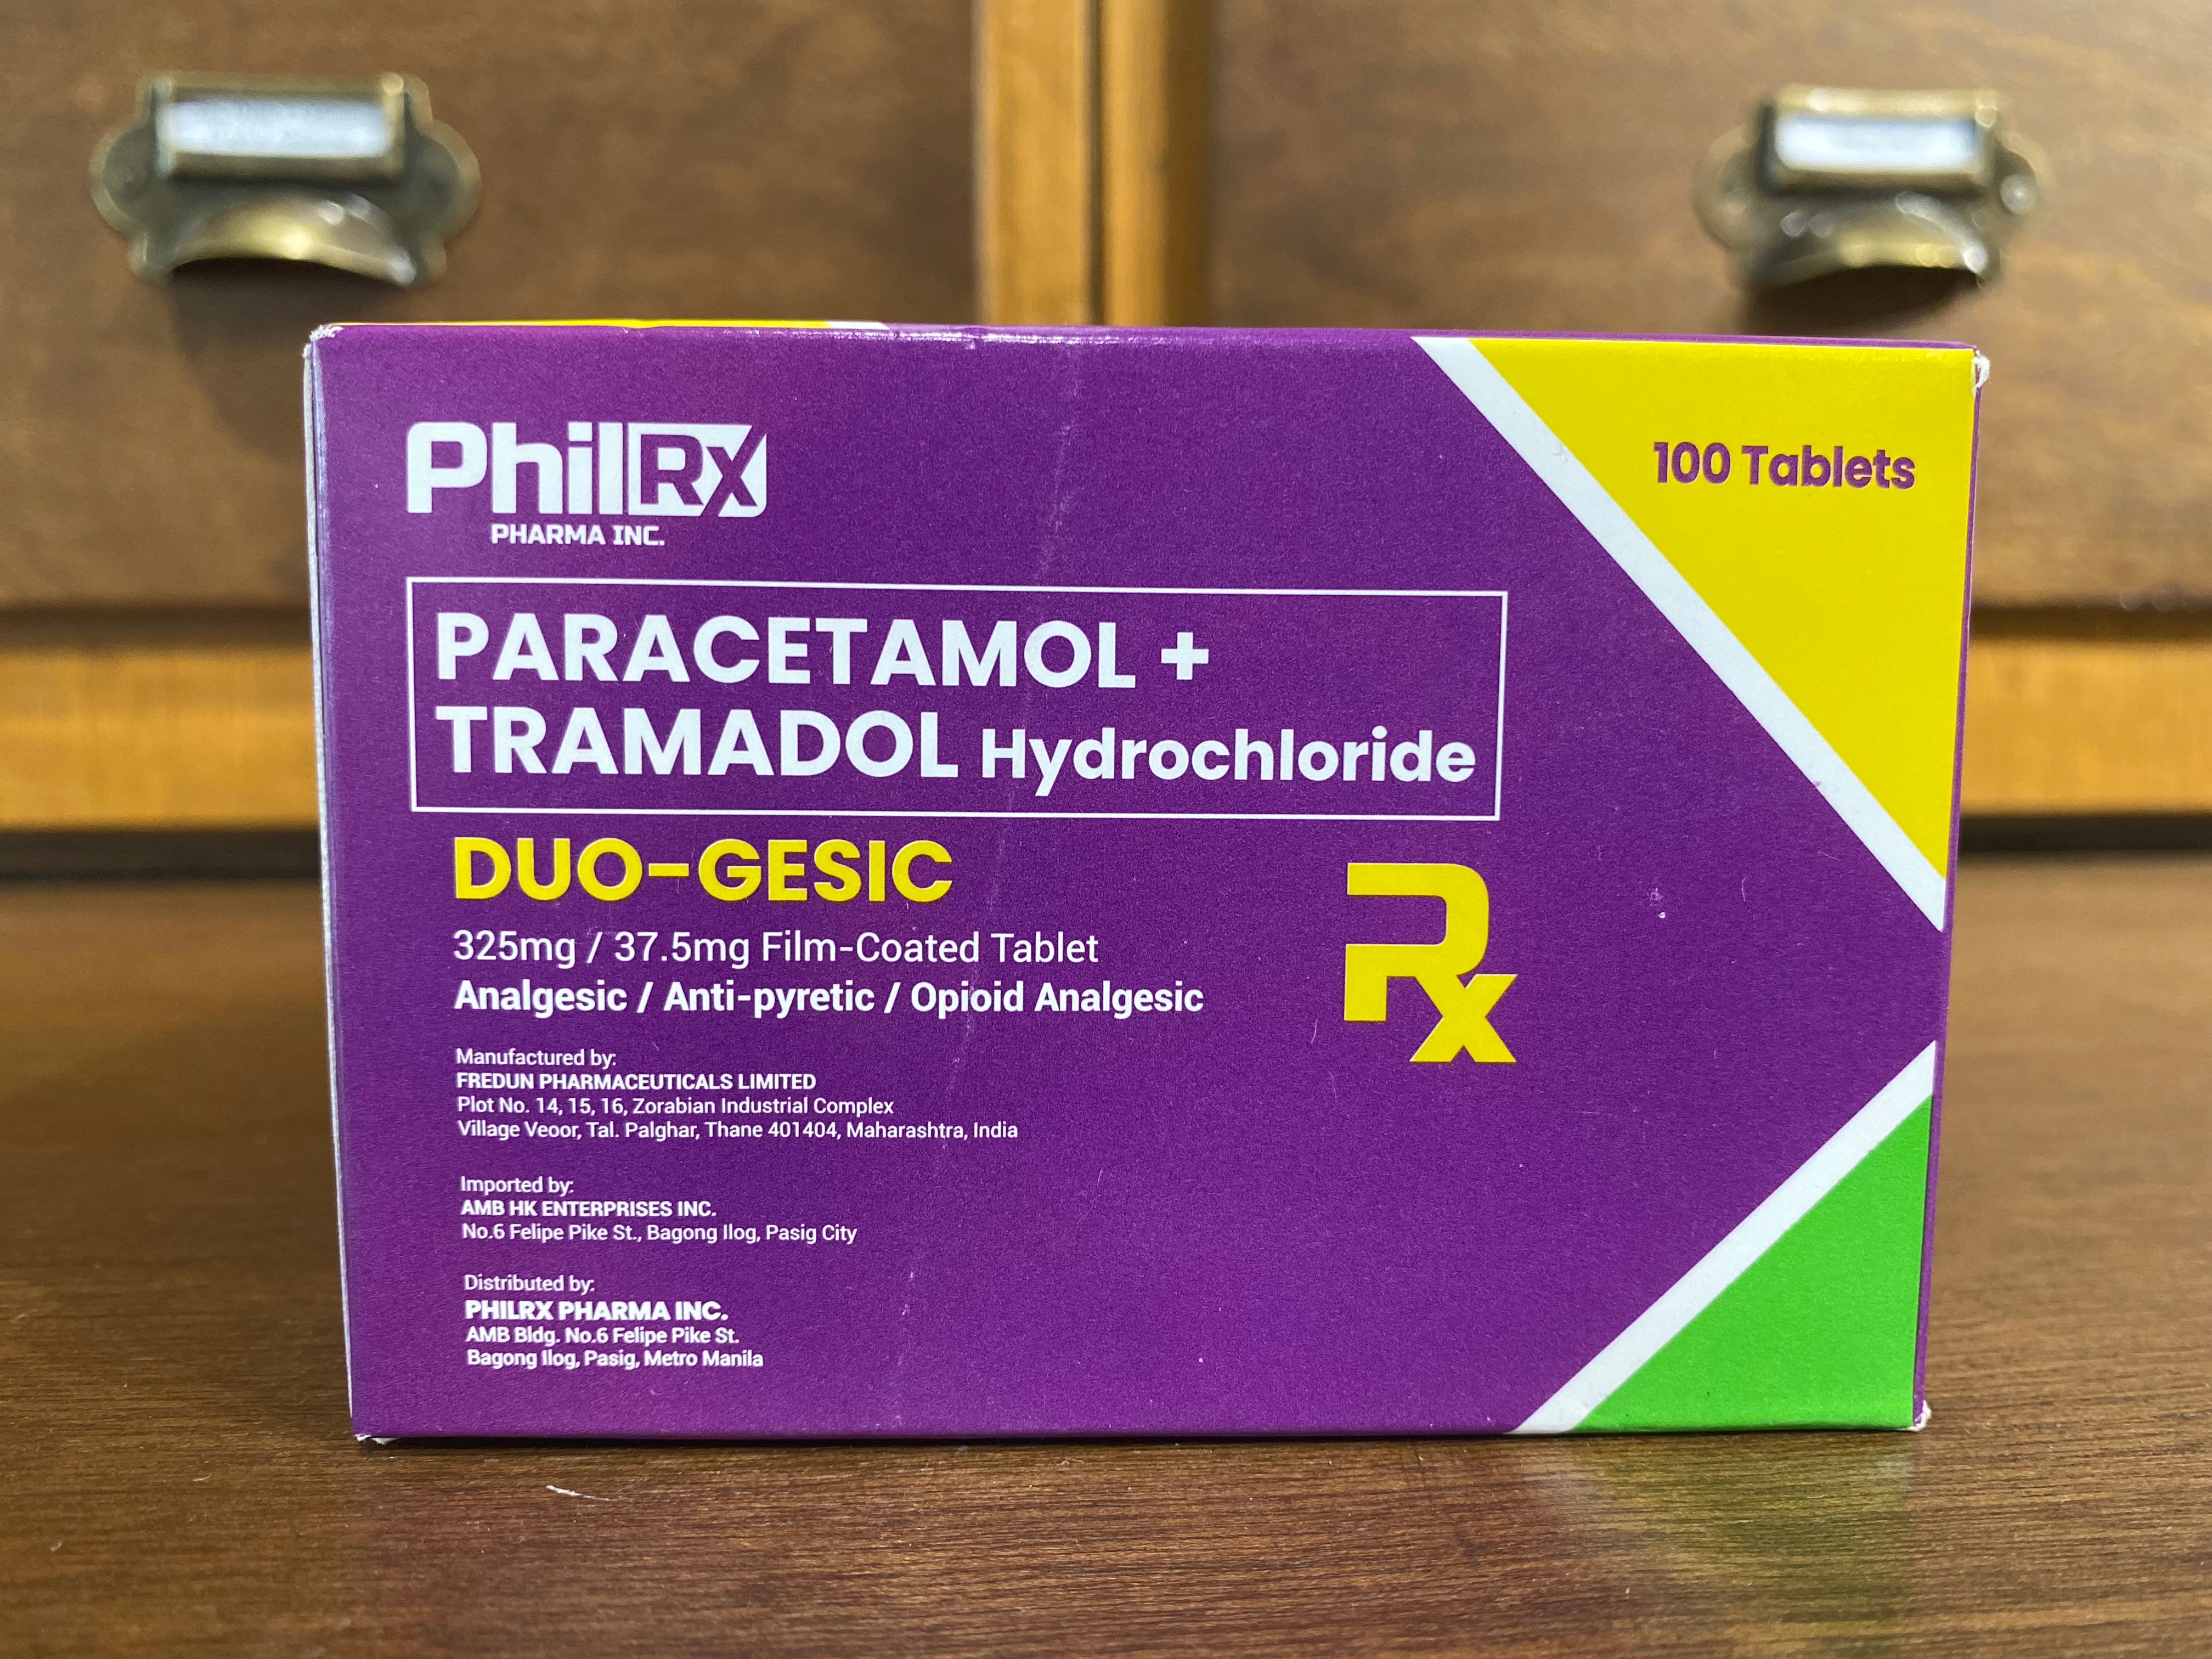 PhilRx
PHARMA INC.
100 Tablets
PARACETAMOL +
TRAMADOL Hydrochloride
DUO-GESIC
325mg / 37.5mg Film-Coated Tablet
Analgesic / Anti-pyretic / Opioid Analgesic
Rx
Manufactured by:
FREDUN PHARMACEUTICALS LIMITED
Plot No. 14, 15, 16, Zorabian Industrial Complex
Village Veoor, Tal. Palghar, Thane 401404, Maharashtra, India
Imported by:
AMB HK ENTERPRISES INC.
No.6 Felipe Pike St., Bagong Ilog, Pasig City
Distributed by:
PHILRX PHARMA INC.
AMB Bldg. No.6 Felipe Pike St.
Bagong Ilog, Pasig, Metro Manila